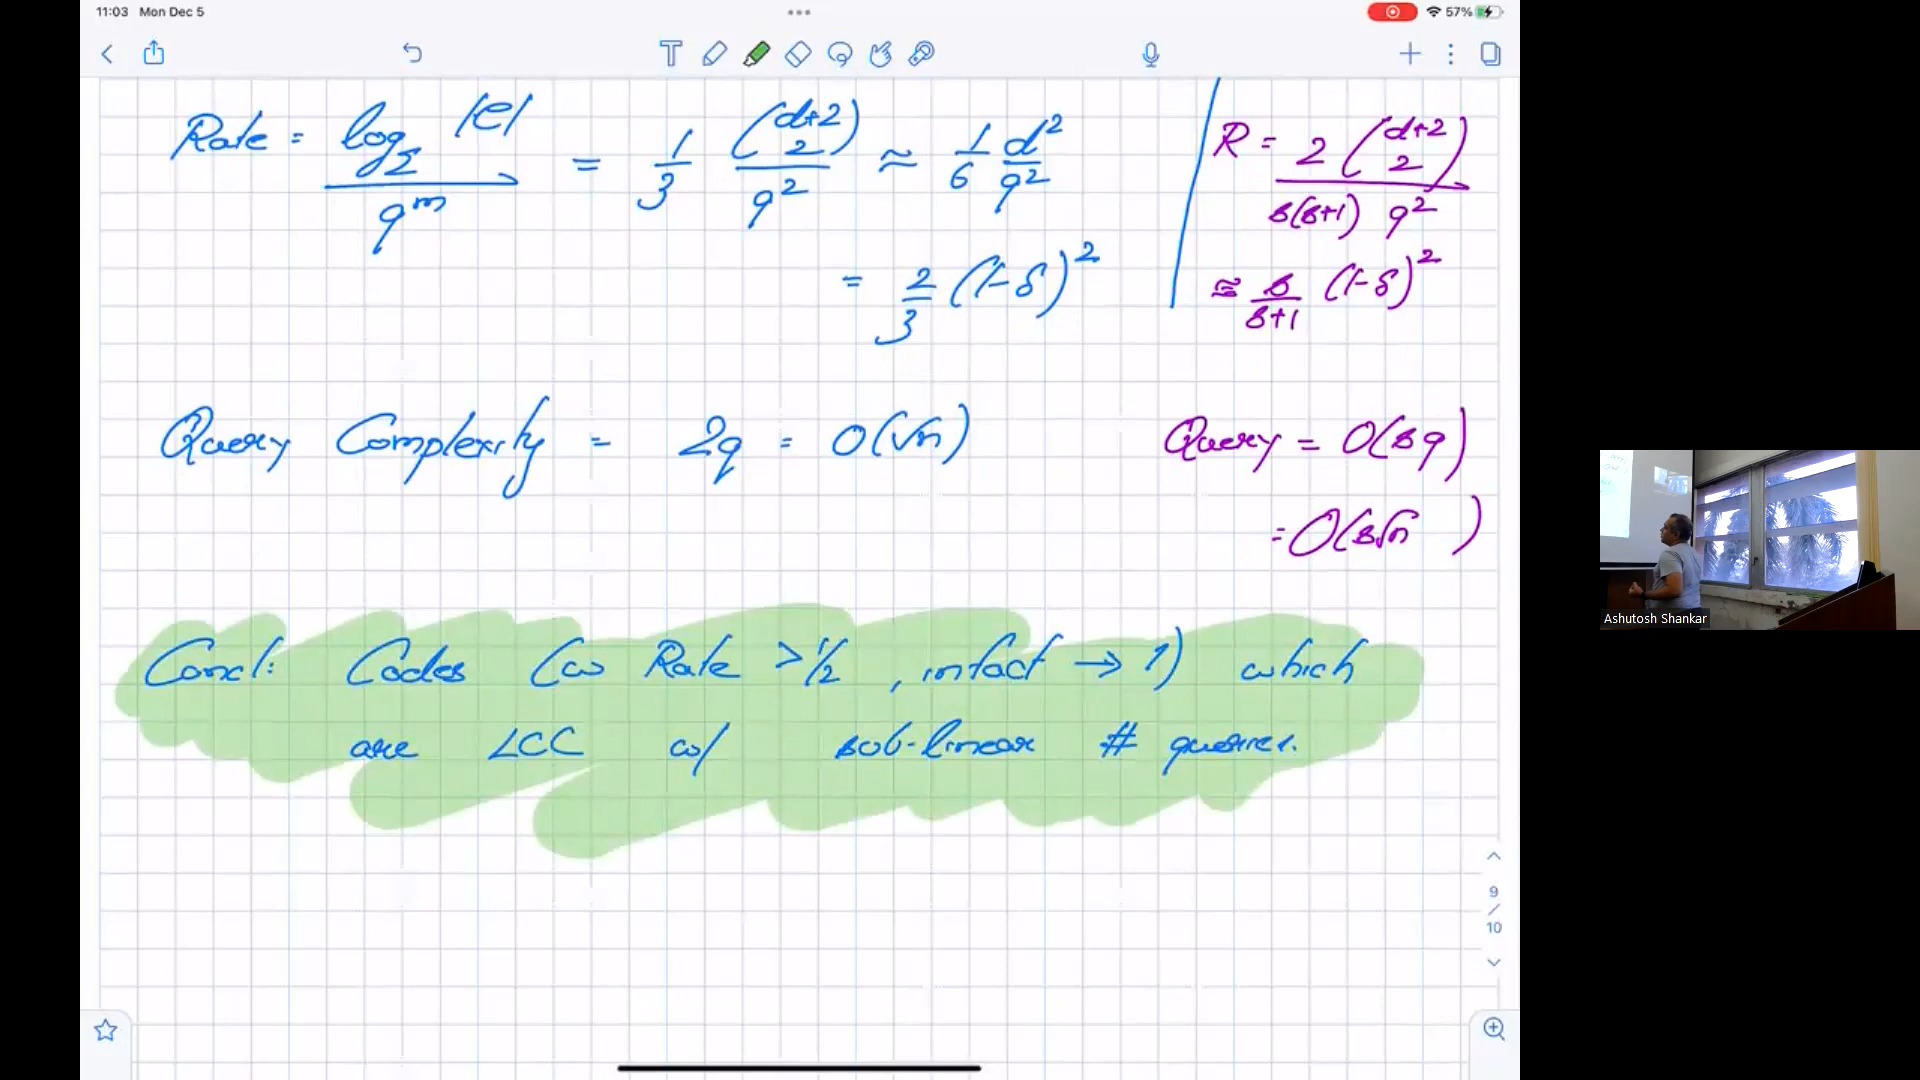 11:03 Mon Dec 5
57%
Rate = log_Σ |C| / q^m = 1/3 (d+2 choose 2) / q^2 ≈ 1/6 d^2/q^2
= 2/3 (1-δ)^2
R = 2 (d+2 choose 2) / s(s+1) q^2
≅ s/s+1 (1-δ)^2
Query Complexity = 2q = O(√n)
Query = O(sq)
= O(s√n )
Concl: Codes (w Rate > 1/2 , infact → 1) which
are LCC w/ sub-linear # queries.
Ashutosh Shankar
9
/
10